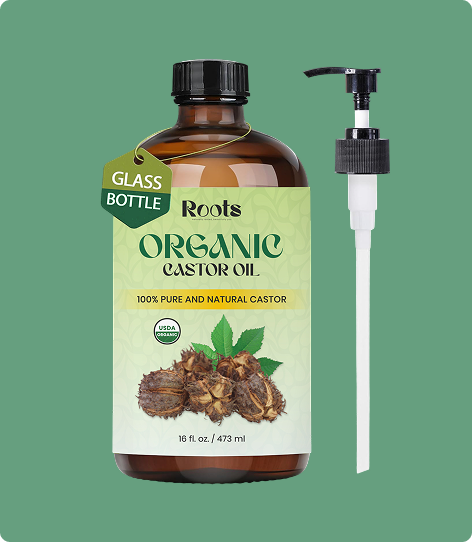 GLASS
BOTTLE
Roots
ORGANIC
CASTOR OIL
100% PURE AND NATURAL CASTOR
USDA
ORGANIC
16 fl. oz. / 473 ml